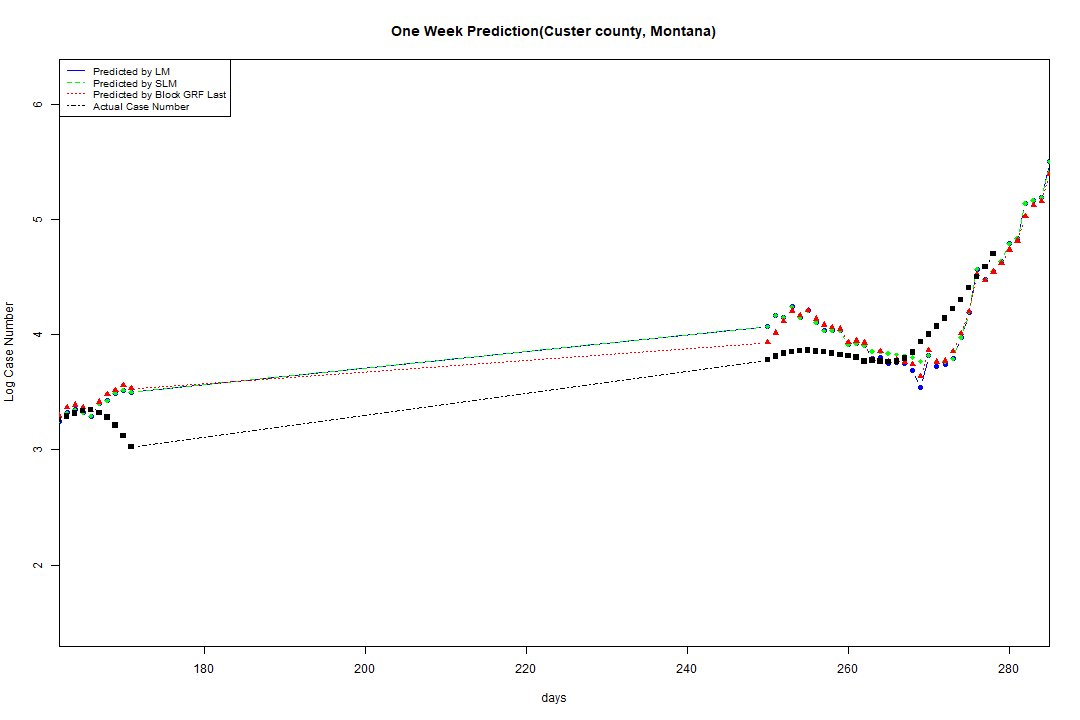 One Week Prediction(Custer county, Montana)
Predicted by LM
Predicted by SLM
Predicted by Block GRF Last
Actual Case Number
6
5
4
3
2
Log Case Number
180 200 220 240 260 280
days